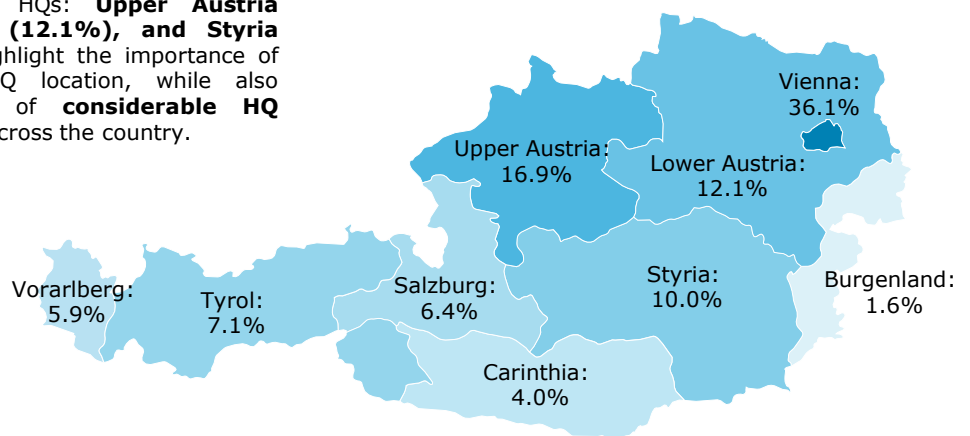 HQs: Upper Austria
(12.1%), and Styria
hlight the importance of
Q location, while also
of considerable HQ
cross the country.
Vienna:
36.1%
Upper Austria:
16.9%
Lower Austria:
12.1%
Styria:
10.0%
Burgenland:
1.6%
Salzburg:
6.4%
Vorarlberg:
5.9%
Tyrol:
7.1%
Carinthia:
4.0%